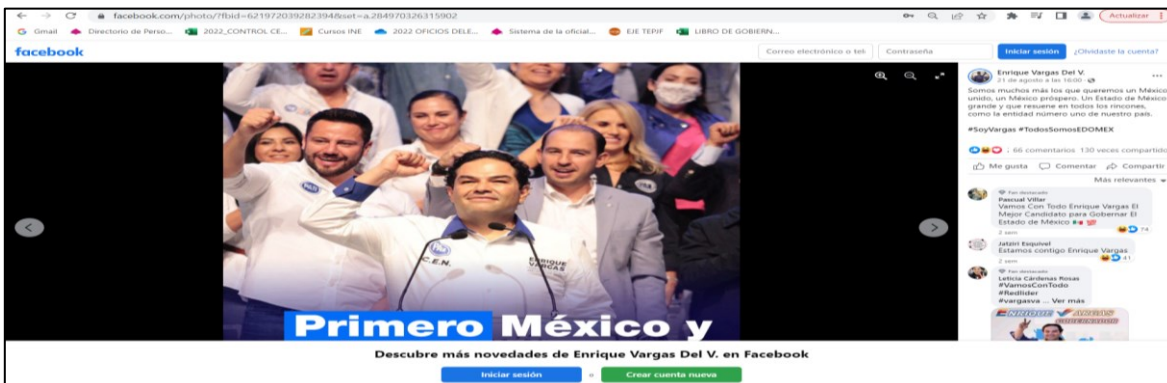 facebook.com/photo/?fbid=621972039282394&set=a.284970326315902
Actualizar
Gmail
Directorio de Perso...
2022_CONTROL CE...
Cursos INE
2022 OFICIOS DELE...
Sistema de la oficial...
EJE TEPJF
LIBRO DE GOBIERN...
facebook
Correo electrónico o telé
Contraseña
Iniciar sesión
¿Olvidaste la cuenta?
Enrique Vargas Del V.
21 de agosto a las 16:00
Somos muchos más los que queremos un México
unido, un México próspero. Un Estado de México
grande y que resuene en todos los rincones,
como la entidad número uno de nuestro país.
#SoyVargas #TodosSomosEDOMEX
66 comentarios 130 veces compartido
Me gusta
Comentar
Compartir
Más relevantes
Fan destacado
Pascual Villar
Vamos Con Todo Enrique Vargas El
Mejor Candidato para Gobernar El
Estado de México
74
2 sem
Jatziri Esquivel
Estamos contigo Enrique Vargas
41
2 sem
Fan destacado
Leticia Cárdenas Rosas
#VamosConTodo
#Redlider
#vargasva ... Ver más
ENRIQUE VARGAS
GOBERNADOR
PAN
C.E.N.
ENRIQUE
VARGAS
Primero México y
Descubre más novedades de Enrique Vargas Del V. en Facebook
Iniciar sesión
o
Crear cuenta nueva